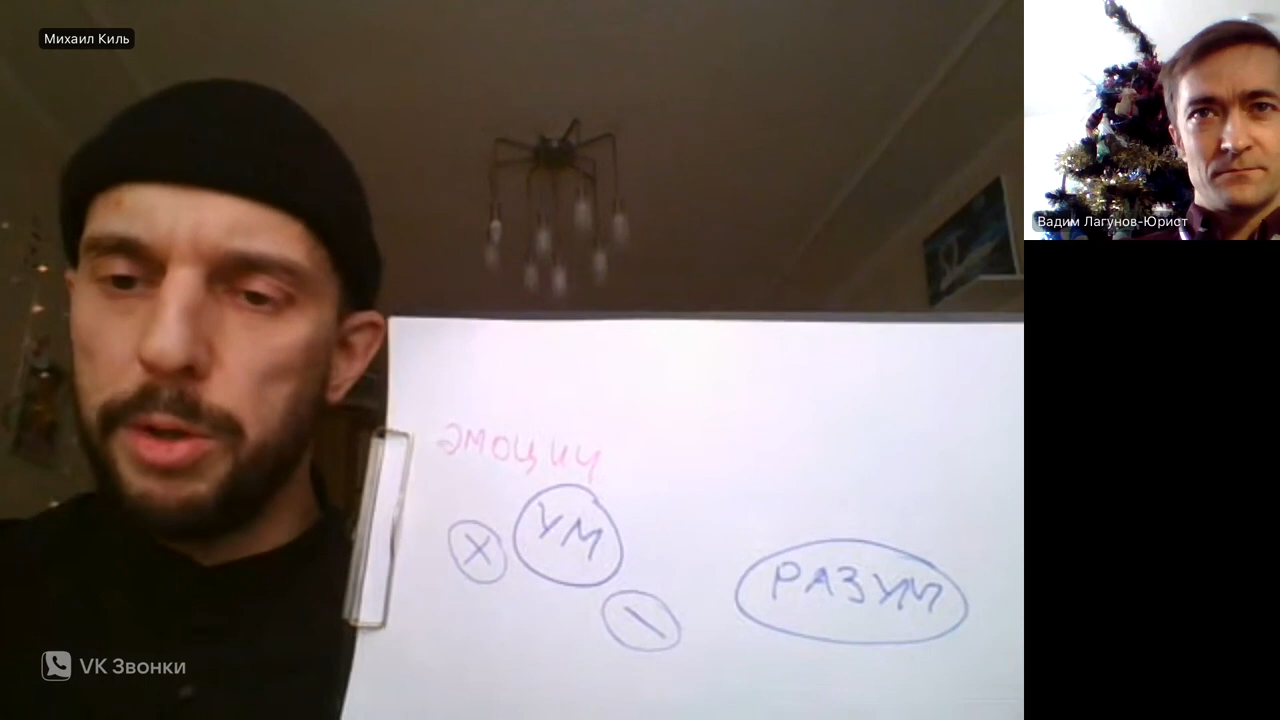 Михаил Киль
Вадим Лагунов-Юрист
эмоции
УМ
РАЗУМ
VK Звонки